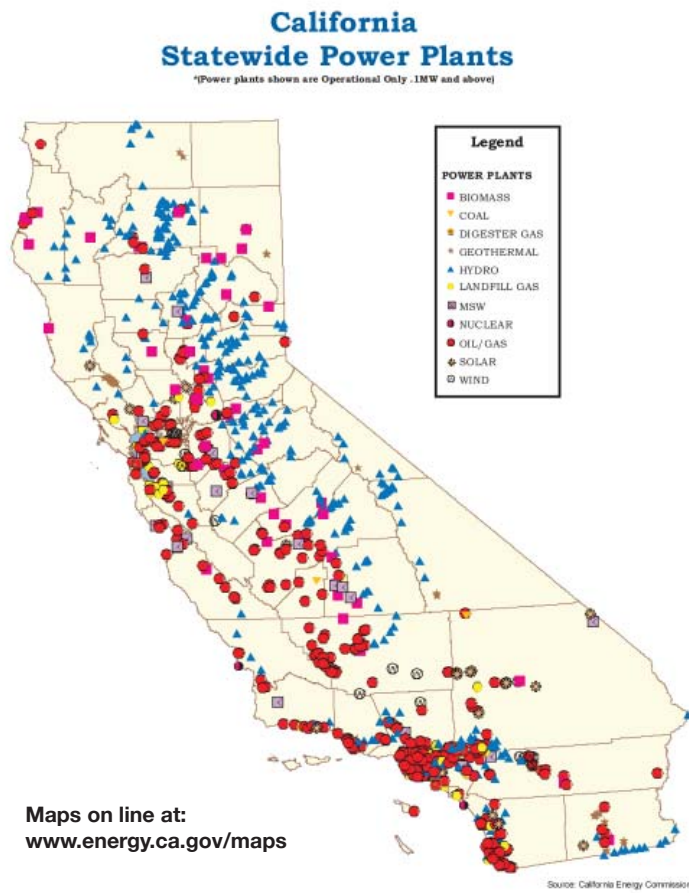 California
Statewide Power Plants
*(Power plants shown are Operational Only .1MW and above)
Legend
POWER PLANTS
BIOMASS
COAL
DIGESTER GAS
GEOTHERMAL
HYDRO
LANDFILL GAS
MSW
NUCLEAR
OIL/GAS
SOLAR
WIND
Maps on line at:
www.energy.ca.gov/maps
Source: California Energy Commission